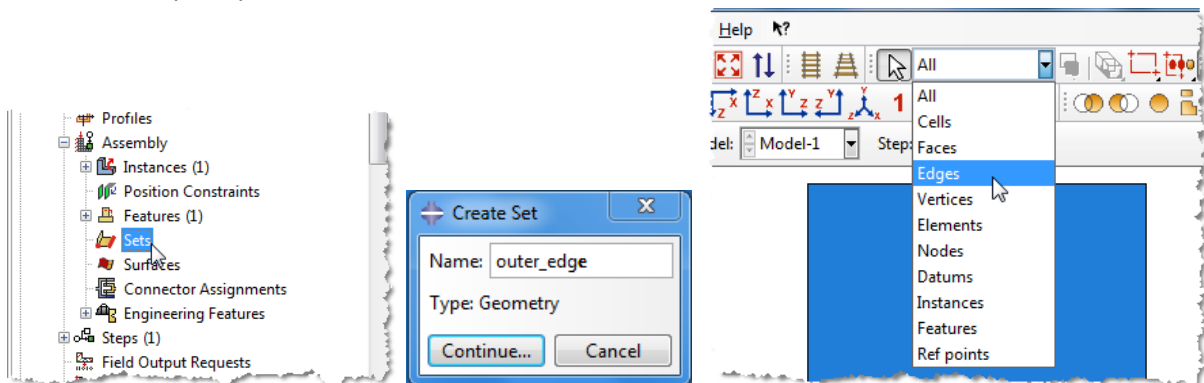 Profiles
Assembly
Instances (1)
Position Constraints
Features (1)
Sets
Surfaces
Connector Assignments
Engineering Features
Steps (1)
Field Output Requests
Create Set
X
Name: outer_edge
Type: Geometry
Continue... Cancel
Help ?
All
Z X Z X Y Z Z Y Y Z X 1
Model-1 Step:
All
Cells
Faces
Edges
Vertices
Elements
Nodes
Datums
Instances
Features
Ref points